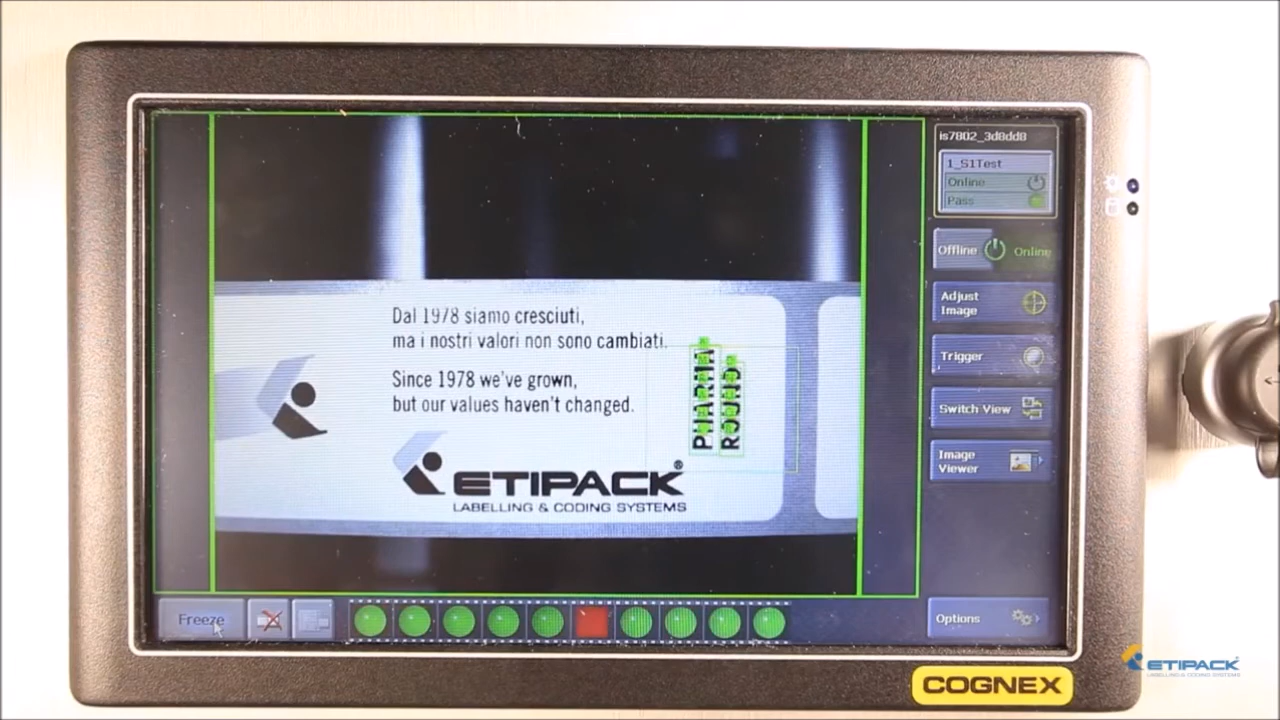 is7802_3d8dd8
1_S1Test
Online
Pass
Offline
Online
Adjust
Image
Trigger
Switch View
Image
Viewer
Options
Dal 1978 siamo cresciuti,
ma i nostri valori non sono cambiati.
Since 1978 we've grown,
but our values haven't changed.
PHARMA
ROUND
ETIPACK®
LABELLING & CODING SYSTEMS
Freeze
COGNEX
ETIPACK
LABELLING & CODING SYSTEMS